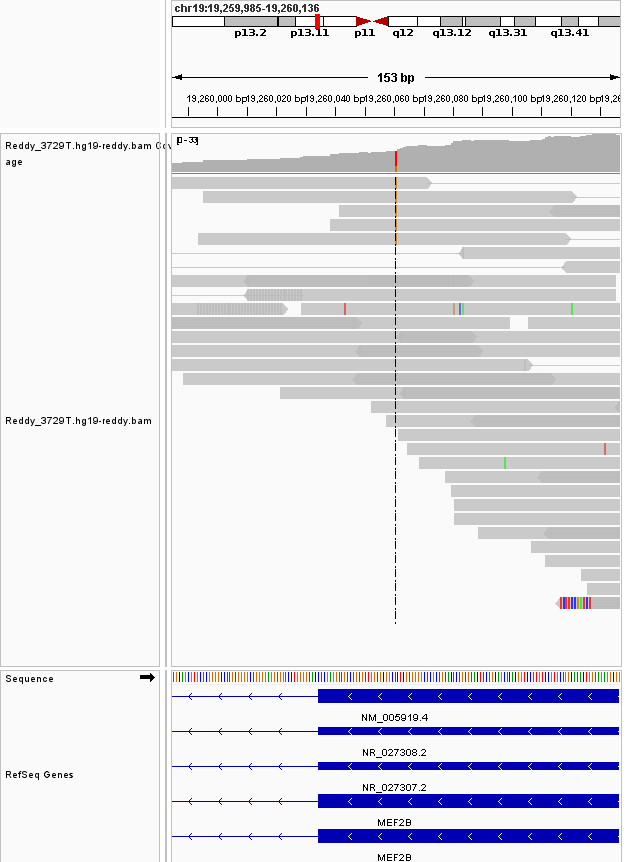 chr19:19,259,985-19,260,136
p13.2 p13.11 p11 q12 q13.12 q13.31 q13.41
153 bp
19,260,000 bp 19,260,020 bp 19,260,040 bp 19,260,060 bp 19,260,080 bp 19,260,100 bp 19,260,120 bp 19,26
Reddy_3729T.hg19-reddy.bam Cov
age
[0-33]
Reddy_3729T.hg19-reddy.bam
Sequence
NM_005919.4
NR_027308.2
RefSeq Genes
NR_027307.2
MEF2B
MEF2B